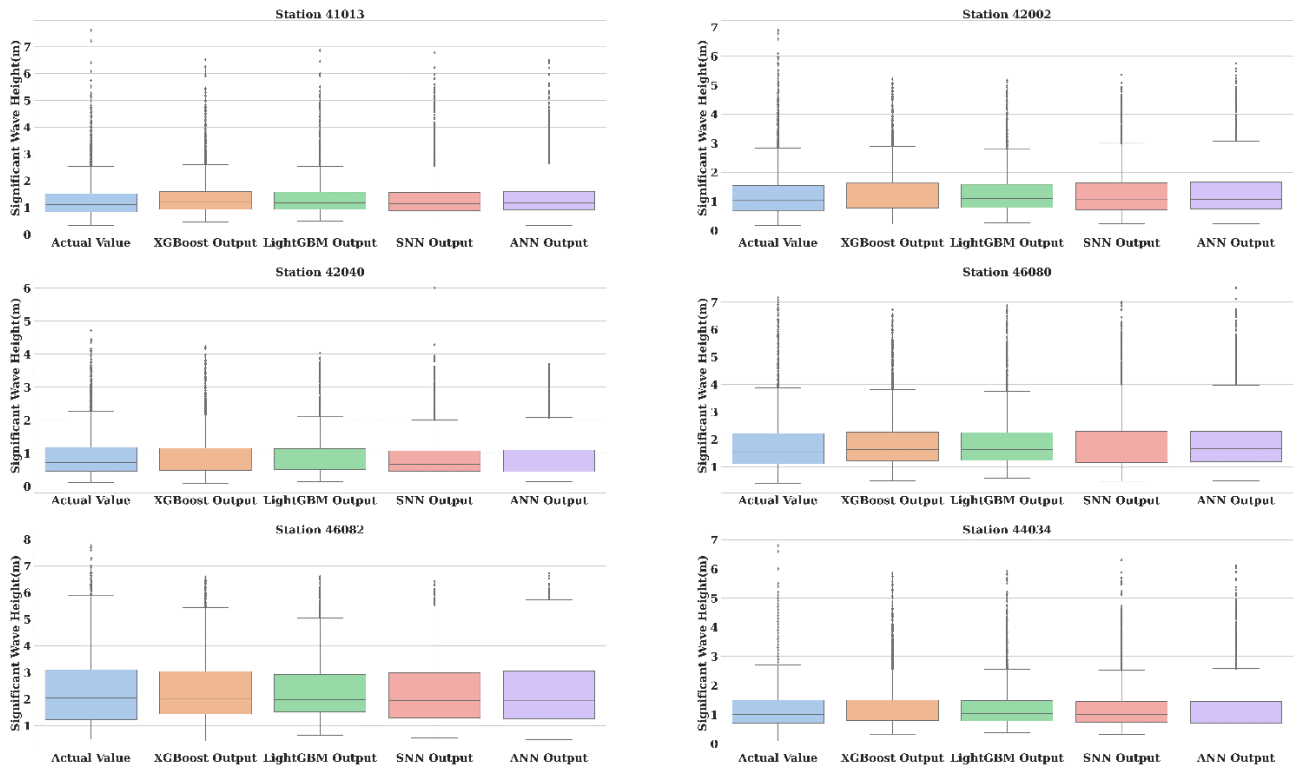 Station 41013
Significant Wave Height(m)
7
6
5
4
3
2
1
0
Actual Value XGBoost Output LightGBM Output SNN Output ANN Output
Station 42002
Significant Wave Height(m)
7
6
5
4
3
2
1
0
Actual Value XGBoost Output LightGBM Output SNN Output ANN Output
Station 42040
Significant Wave Height(m)
6
5
4
3
2
1
0
Actual Value XGBoost Output LightGBM Output SNN Output ANN Output
Station 46080
Significant Wave Height(m)
7
6
5
4
3
2
1
Actual Value XGBoost Output LightGBM Output SNN Output ANN Output
Station 46082
Significant Wave Height(m)
8
7
6
5
4
3
2
1
Actual Value XGBoost Output LightGBM Output SNN Output ANN Output
Station 44034
Significant Wave Height(m)
7
6
5
4
3
2
1
0
Actual Value XGBoost Output LightGBM Output SNN Output ANN Output